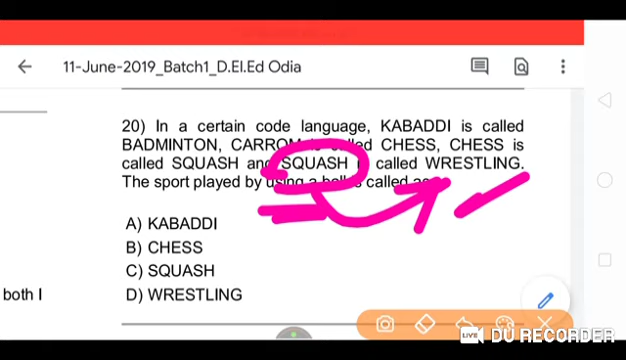 11-June-2019_Batch1_D.El.Ed Odia
20) In a certain code language, KABADDI is called
BADMINTON, CARROM is called CHESS, CHESS is
called SQUASH and SQUASH is called WRESTLING.
The sport played by using a ball is called as
A) KABADDI
B) CHESS
C) SQUASH
both I
D) WRESTLING
LIVE DU RECORDER